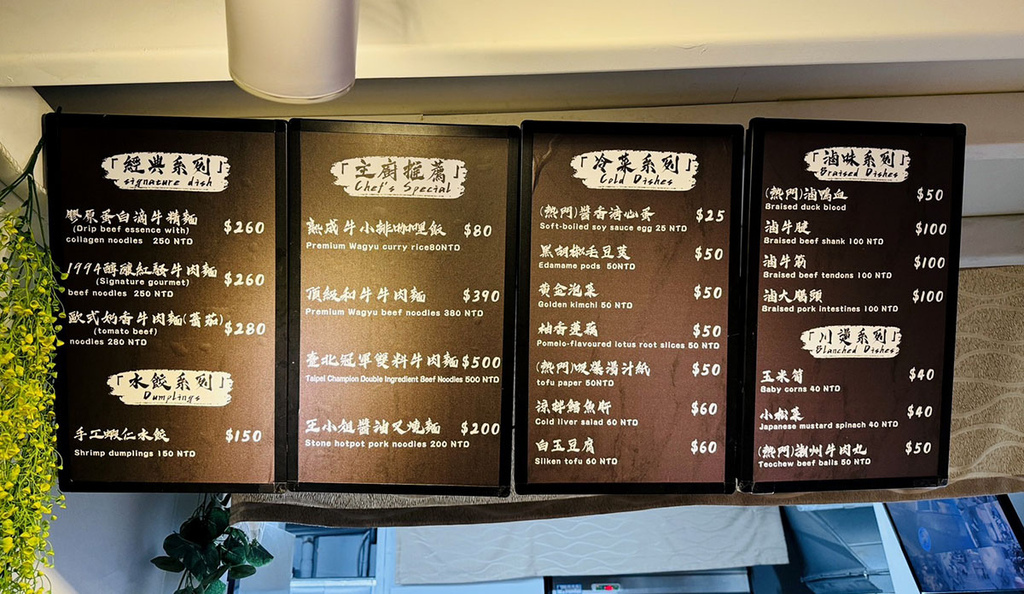 「經典系列」
signature dish
膠原蛋白滴牛精麵 $260
(Drip beef essence with)
collagen noodles 250 NTD
1994醇酸紅騷牛肉麵 $260
(Signature gourmet)
beef noodles 250 NTD
歐式奶香牛肉麵(蕃茄) $280
(tomato beef)
noodles 280 NTD
「水餃系列」
Dumplings
手工蝦仁水餃 $150
Shrimp dumplings 150 NTD
「主廚推薦」
Chef's Special
熟成牛小排咖哩飯 $80
Premium Wagyu curry rice80NTD
頂級和牛牛肉麵 $390
Premium Wagyu beef noodles 380 NTD
臺北冠軍雙料牛肉麵 $500
Taipei Champion Double Ingredient Beef Noodles 500 NTD
王小姐醬油叉燒麵 $200
Stone hotpot pork noodles 200 NTD
「冷菜系列」
Cold Dishes
(熱門)醬香溏心蛋 $25
Soft-boiled soy sauce egg 25 NTD
黑胡椒毛豆莢 $50
Edamame pods 50NTD
黃金泡菜 $50
Golden kimchi 50 NTD
柚香蓮藕 $50
Pomelo-flavoured lotus root slices 50 NTD
(熱門)吸爆湯汁紙 $50
tofu paper 50NTD
涼拌鱈魚肝 $60
Cold liver salad 60 NTD
白玉豆腐 $60
Silken tofu 60 NTD
「滷味系列」
Braised Dishes
(熱門)滷鴨血 $50
Braised duck blood
滷牛腱 $100
Braised beef shank 100 NTD
滷牛筋 $100
Braised beef tendons 100 NTD
滷大腸頭 $100
Braised pork intestines 100 NTD
「川燙系列」
Blanched Dishes
玉米筍 $40
Baby corns 40 NTD
小松菜 $40
Japanese mustard spinach 40 NTD
(熱門)潮州牛肉丸 $50
Teochew beef balls 50 NTD